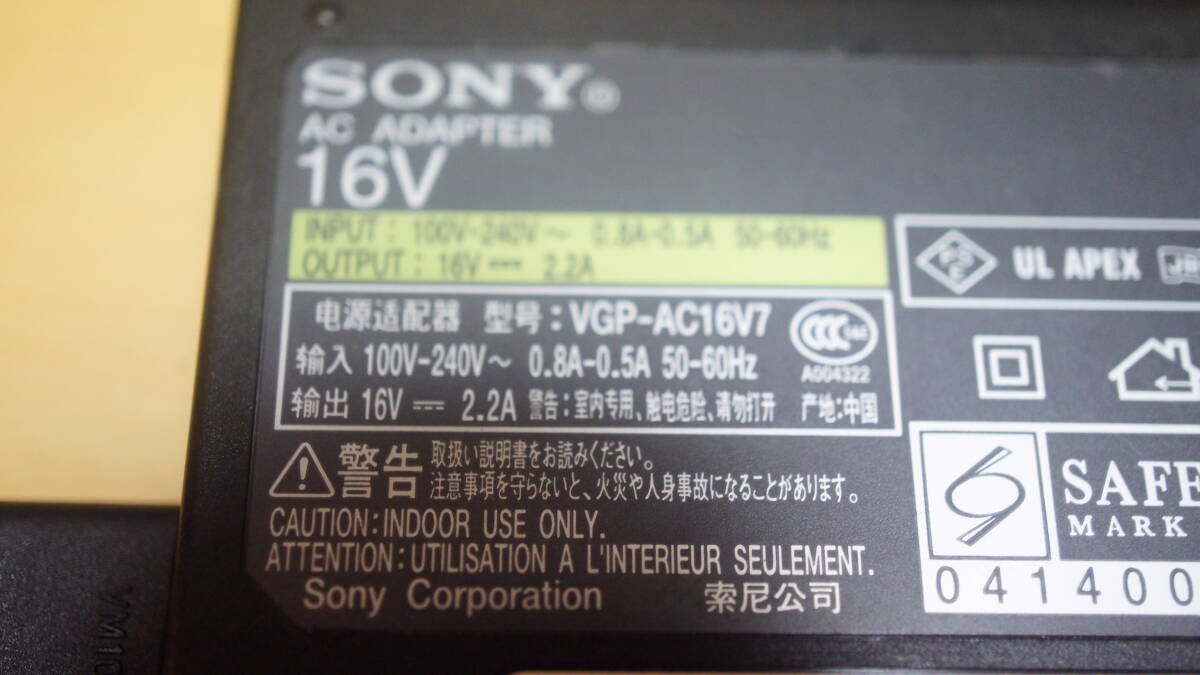 SONY®
AC ADAPTER
16V
INPUT : 100V-240V～ 0.8A-0.5A 50-60Hz
OUTPUT : 16V⎓ 2.2A
电源适配器 型号：VGP-AC16V7
输入 100V-240V～ 0.8A-0.5A 50-60Hz
输出 16V ⎓ 2.2A 警告：室内专用、触电危险、请勿打开 产地：中国
CCC
A004322
UL APEX
警告 取扱い説明書をお読みください。
注意事項を守らないと、火災や人身事故になることがあります。
CAUTION:INDOOR USE ONLY.
ATTENTION:UTILISATION A L'INTERIEUR SEULEMENT.
Sony Corporation 索尼公司
SAFE
MARK
041400